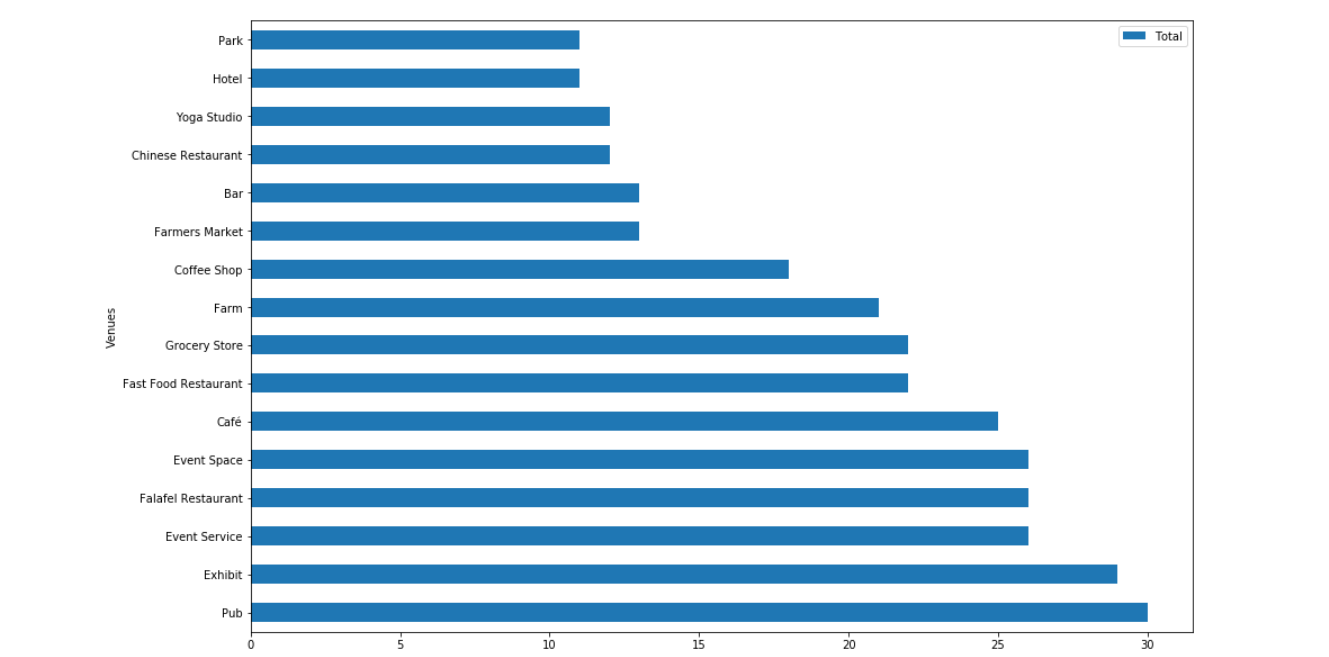 Total
Park
Hotel
Yoga Studio
Chinese Restaurant
Bar
Farmers Market
Coffee Shop
Farm
Grocery Store
Fast Food Restaurant
Café
Event Space
Falafel Restaurant
Event Service
Exhibit
Pub
Venues
0 5 10 15 20 25 30